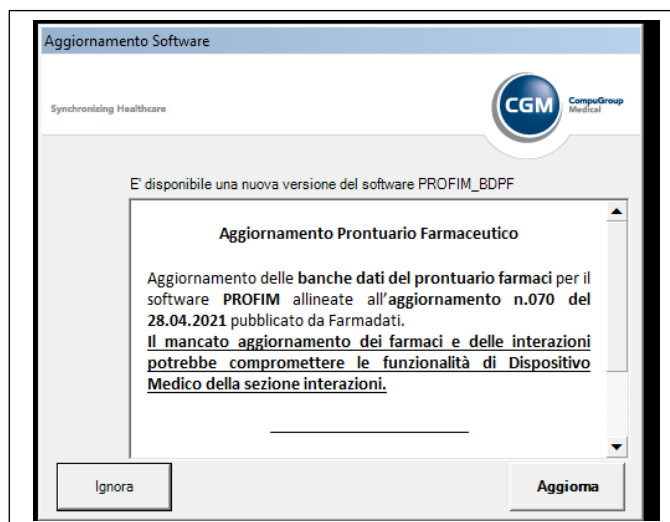 Aggiornamento Software
Synchronizing Healthcare
CGM
CompuGroup
Medical
E' disponibile una nuova versione del software PROFIM_BDPF
Aggiornamento Prontuario Farmaceutico
Aggiornamento delle banche dati del prontuario farmaci per il
software PROFIM allineate all'aggiornamento n.070 del
28.04.2021 pubblicato da Farmadati.
Il mancato aggiornamento dei farmaci e delle interazioni
potrebbe compromettere le funzionalità di Dispositivo
Medico della sezione interazioni.
Ignora
Aggiorna